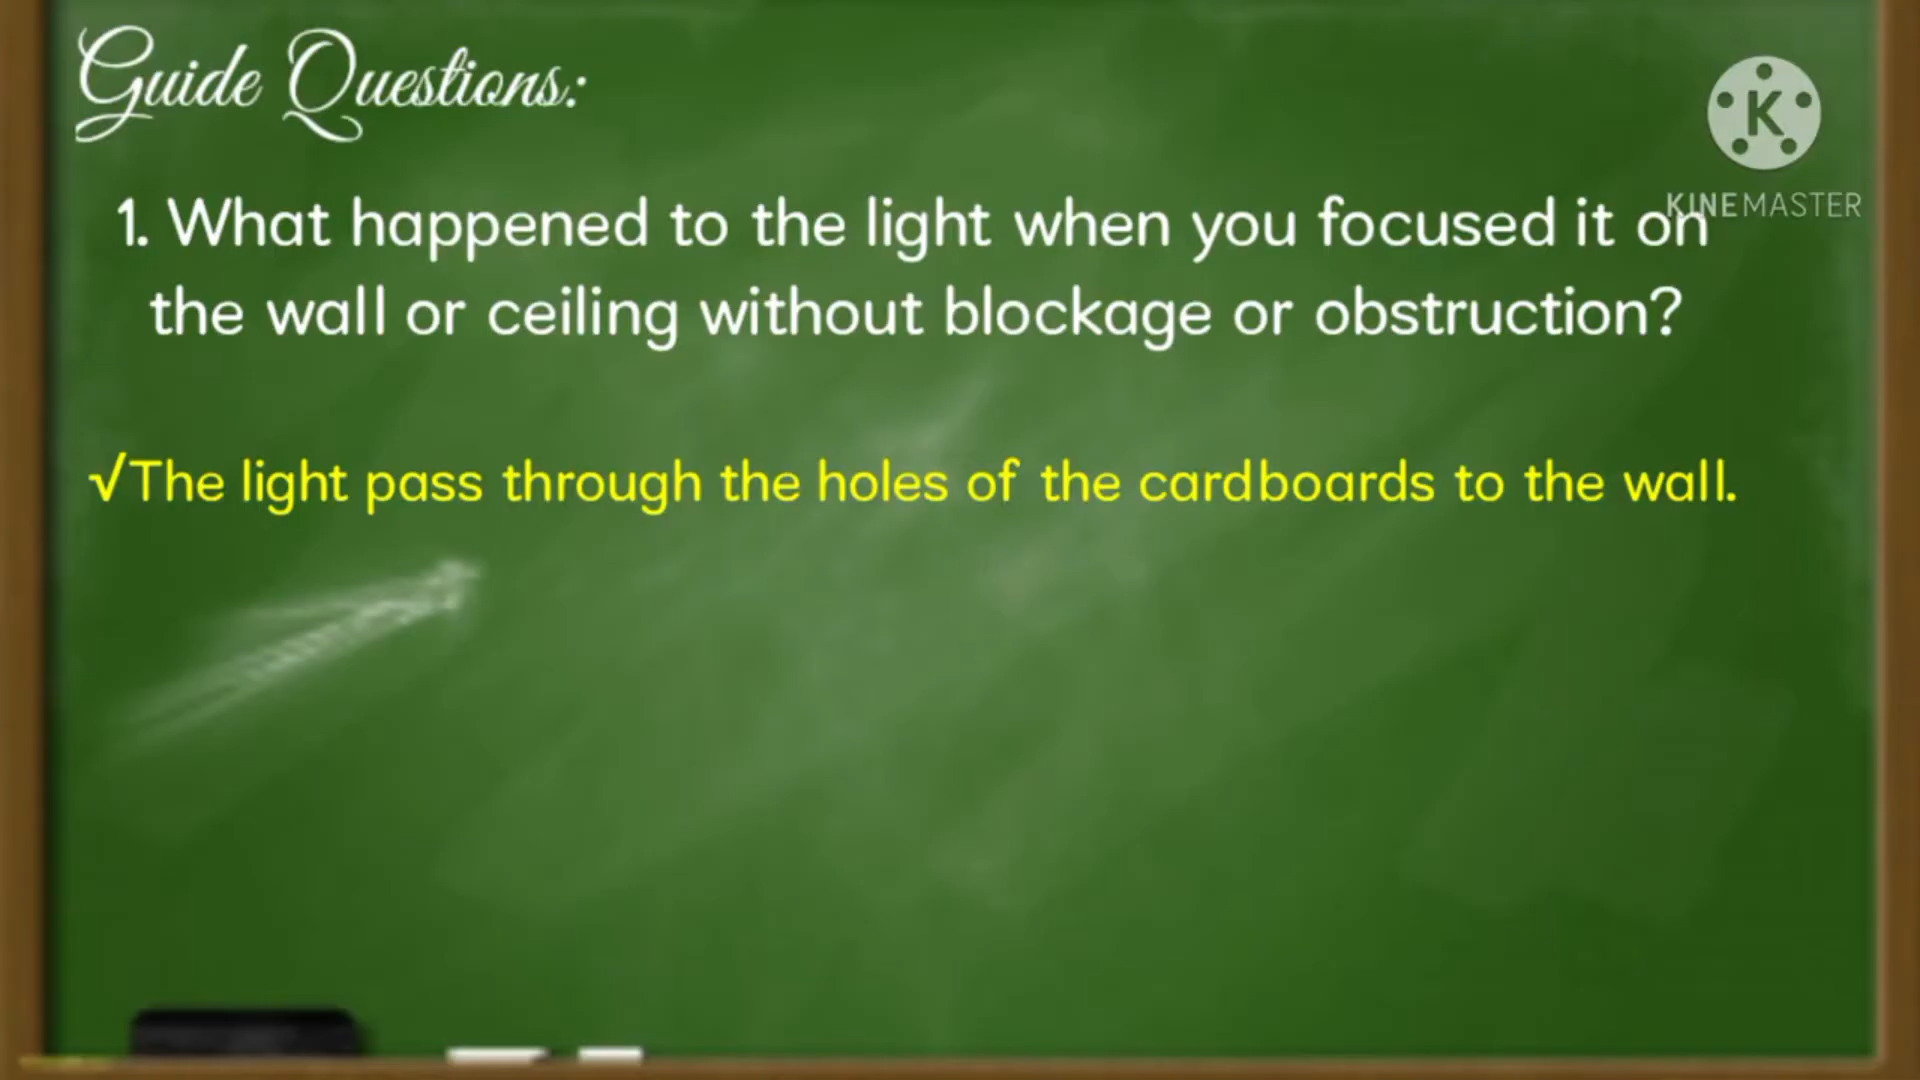 Guide Questions:
K
KINEMASTER
1. What happened to the light when you focused it on
the wall or ceiling without blockage or obstruction?
√The light pass through the holes of the cardboards to the wall.